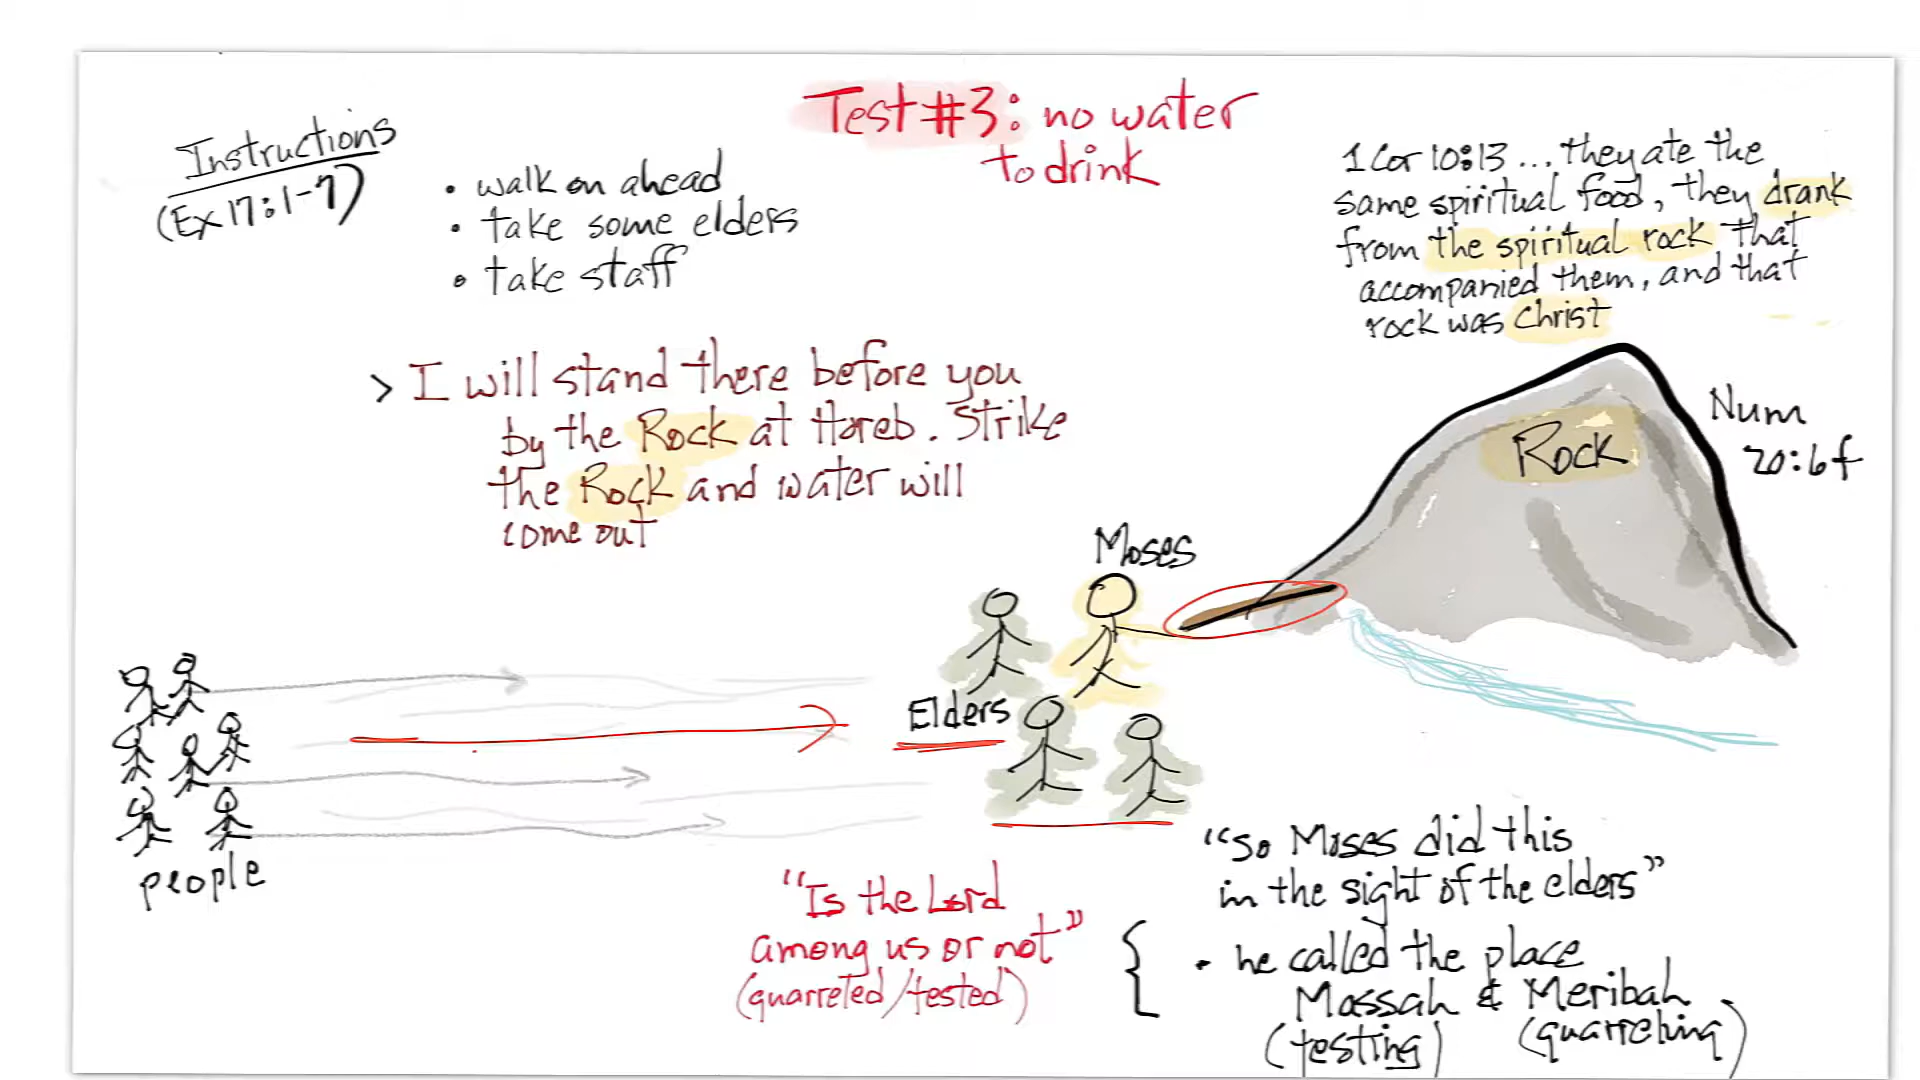 Test #3: no water
to drink
Instructions
(Ex 17:1-7)
• walk on ahead
• take some elders
• take staff
1 Cor 10:13 ... they ate the
same spiritual food, they drank
from the spiritual rock that
accompanied them, and that
rock was Christ
> I will stand there before you
by the Rock at Horeb. Strike
the Rock and water will
come out
Rock
Num
20:6f
Moses
Elders
people
"Is the Lord
among us or not"
(quarreled/tested)
"So Moses did this
in the sight of the elders"
• he called the place
Massah & Meribah
(testing) (quarreling)